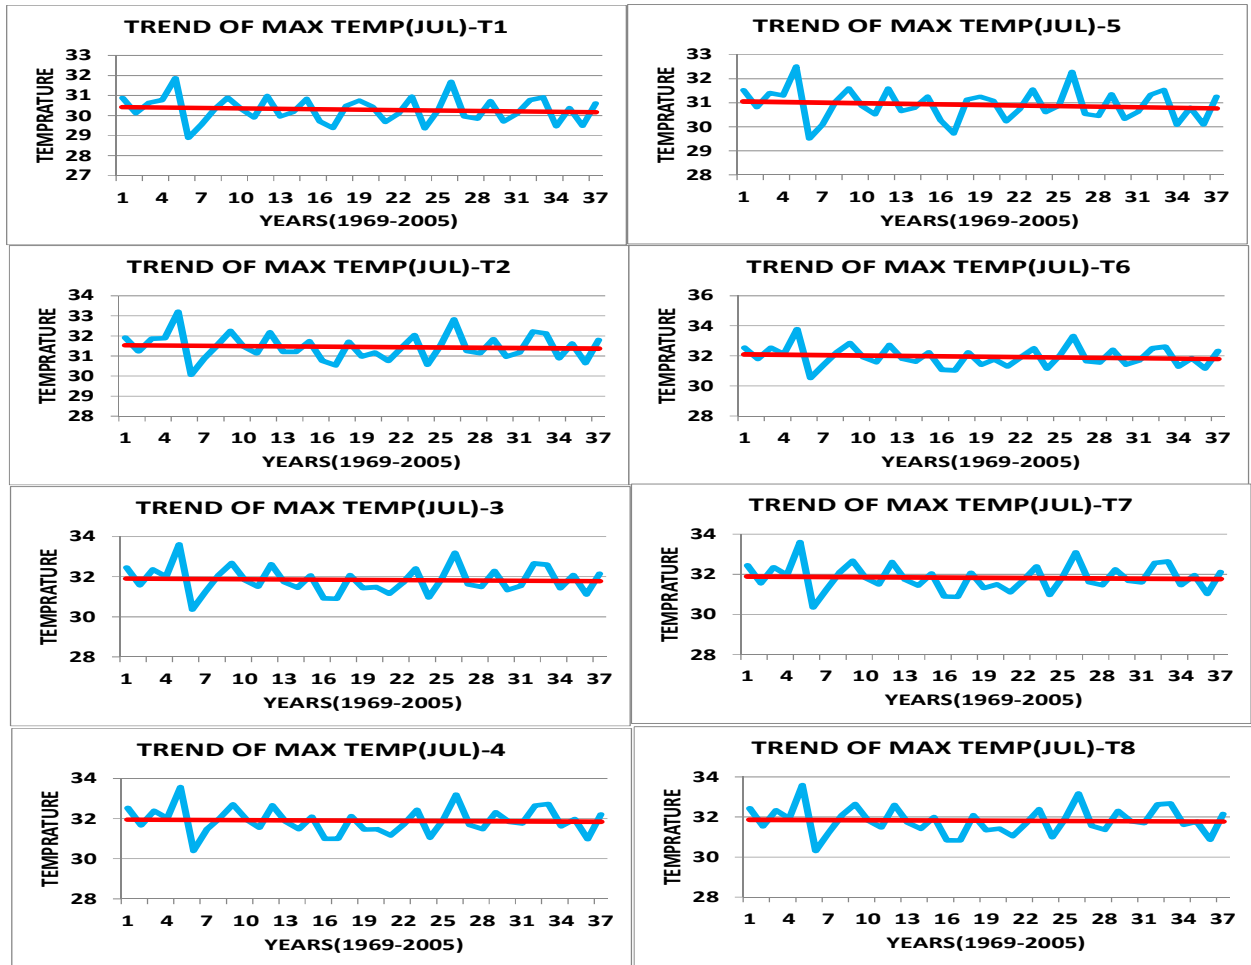 TREND OF MAX TEMP(JUL)-T1
TEMPRATURE
33
32
31
30
29
28
27
1 4 7 10 13 16 19 22 25 28 31 34 37
YEARS(1969-2005)
TREND OF MAX TEMP(JUL)-5
TEMPRATURE
33
32
31
30
29
28
1 4 7 10 13 16 19 22 25 28 31 34 37
YEARS(1969-2005)
TREND OF MAX TEMP(JUL)-T2
TEMPRATURE
34
33
32
31
30
29
28
1 4 7 10 13 16 19 22 25 28 31 34 37
YEARS(1969-2005)
TREND OF MAX TEMP(JUL)-T6
TEMPRATURE
36
34
32
30
28
1 4 7 10 13 16 19 22 25 28 31 34 37
YEARS(1969-2005)
TREND OF MAX TEMP(JUL)-3
TEMPRATURE
34
32
30
28
1 4 7 10 13 16 19 22 25 28 31 34 37
YEARS(1969-2005)
TREND OF MAX TEMP(JUL)-T7
TEMPRATURE
34
32
30
28
1 4 7 10 13 16 19 22 25 28 31 34 37
YEARS(1969-2005)
TREND OF MAX TEMP(JUL)-4
TEMPRATURE
34
32
30
28
1 4 7 10 13 16 19 22 25 28 31 34 37
YEARS(1969-2005)
TREND OF MAX TEMP(JUL)-T8
TEMPRATURE
34
32
30
28
1 4 7 10 13 16 19 22 25 28 31 34 37
YEARS(1969-2005)